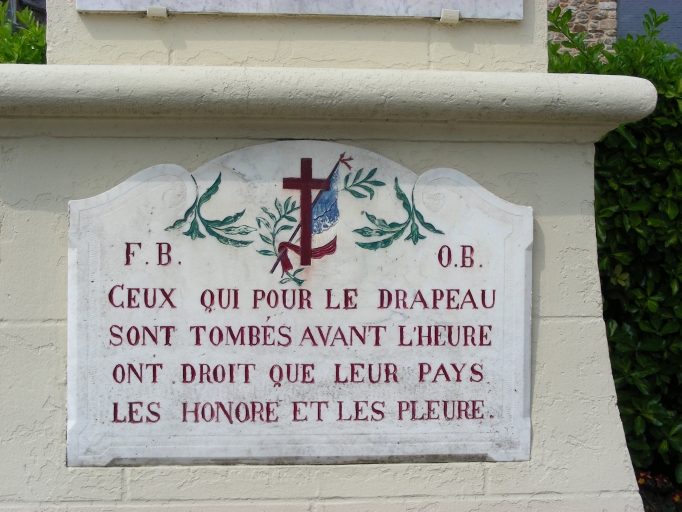 F.B. O.B.
CEUX QUI POUR LE DRAPEAU
SONT TOMBÉS AVANT L'HEURE
ONT DROIT QUE LEUR PAYS
LES HONORE ET LES PLEURE.